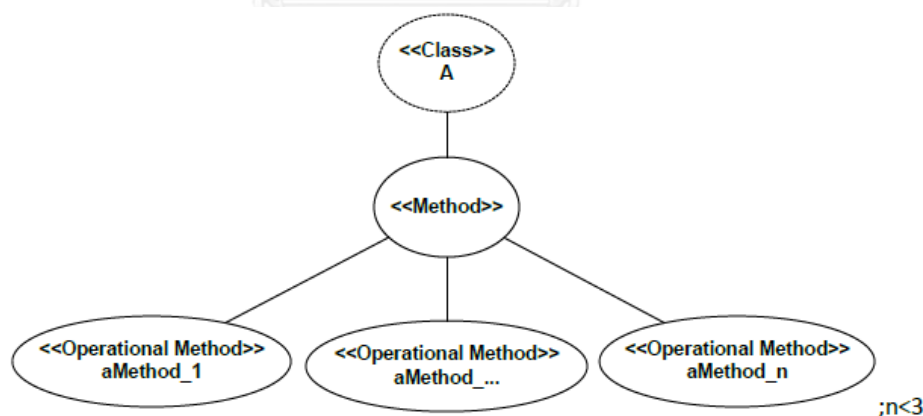 <<Class>>
A
<<Method>>
<<Operational Method>>
aMethod_1
<<Operational Method>>
aMethod_...
<<Operational Method>>
aMethod_n
;n<3